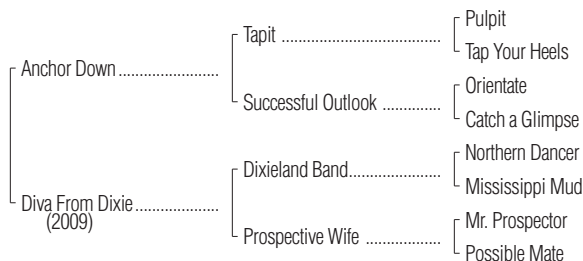 Pulpit
Tapit
Tap Your Heels
Anchor Down
Orientate
Successful Outlook
Catch a Glimpse
Northern Dancer
Dixieland Band
Mississippi Mud
Diva From Dixie
(2009)
Mr. Prospector
Prospective Wife
Possible Mate